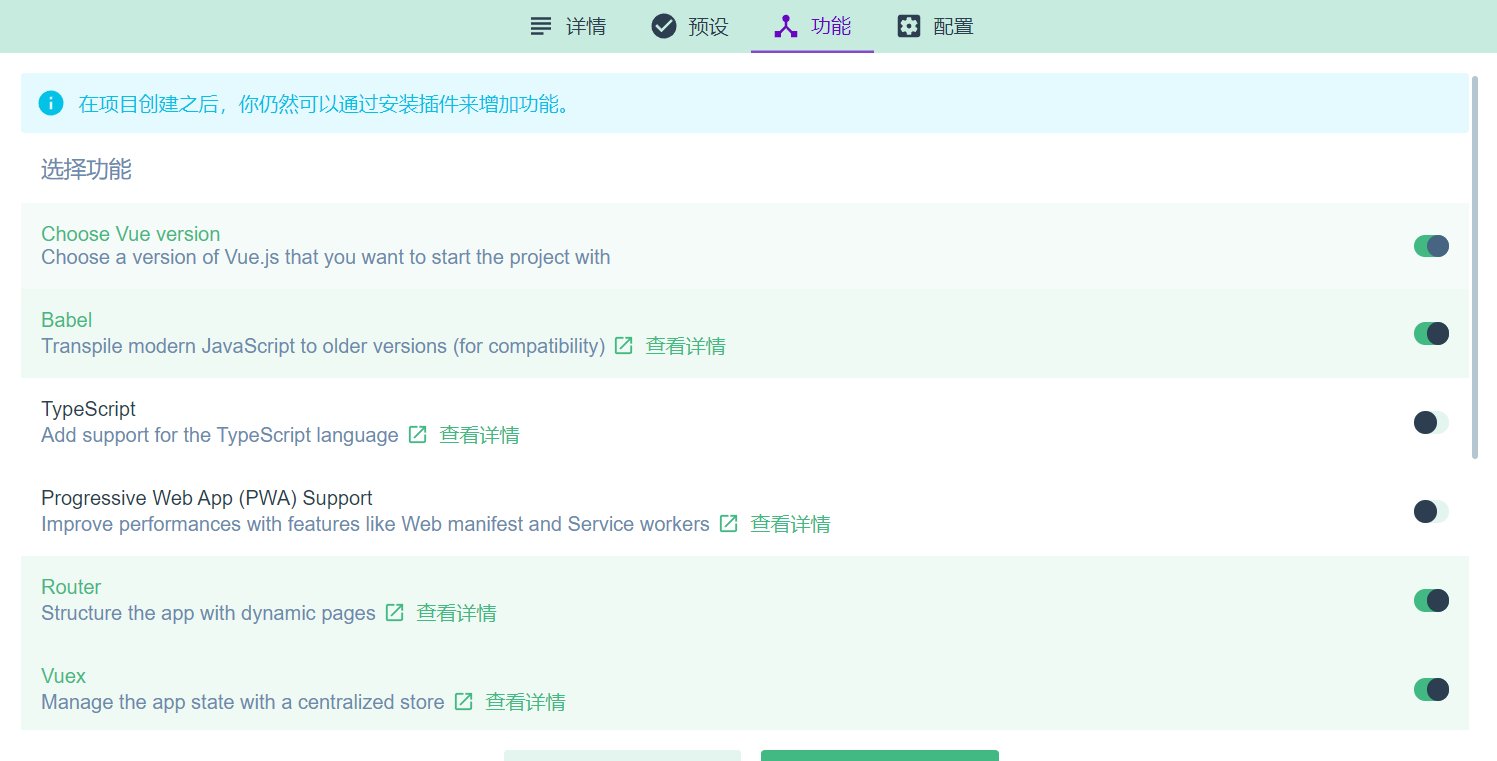 详情 预设 功能 配置
在项目创建之后，你仍然可以通过安装插件来增加功能。
选择功能
Choose Vue version
Choose a version of Vue.js that you want to start the project with
Babel
Transpile modern JavaScript to older versions (for compatibility) 查看详情
TypeScript
Add support for the TypeScript language 查看详情
Progressive Web App (PWA) Support
Improve performances with features like Web manifest and Service workers 查看详情
Router
Structure the app with dynamic pages 查看详情
Vuex
Manage the app state with a centralized store 查看详情